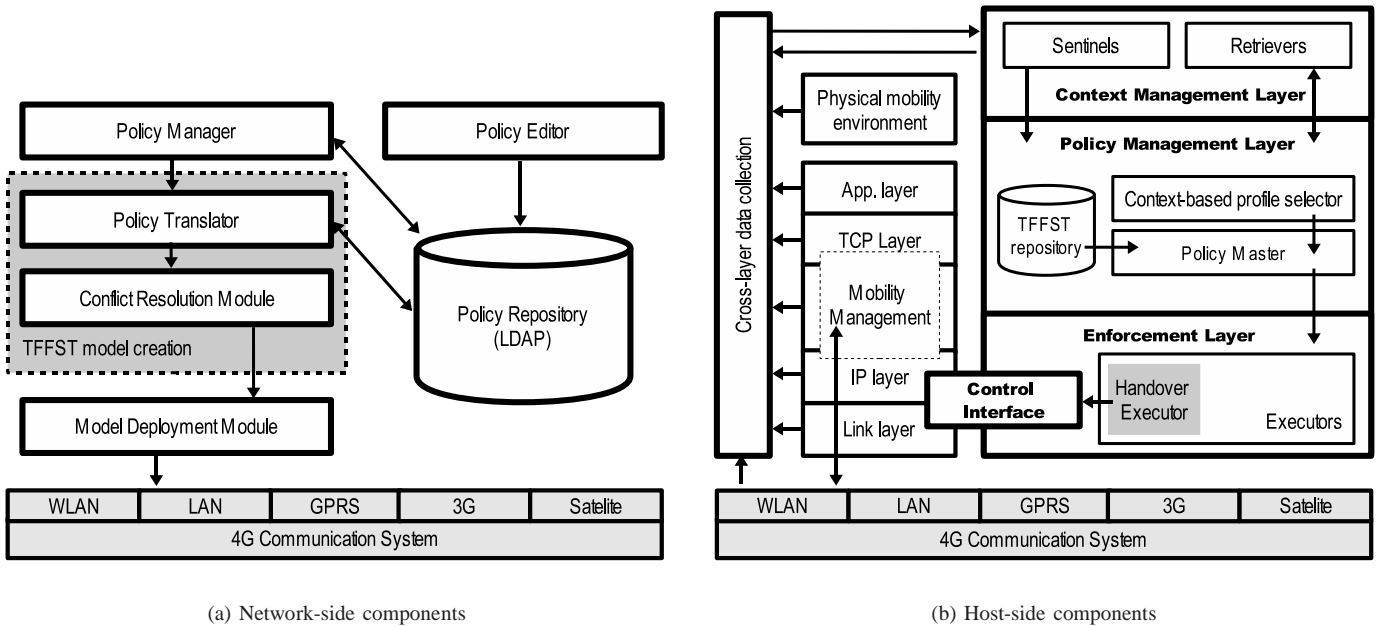 Policy Manager
Policy Editor
Policy Translator
Conflict Resolution Module
TFFST model creation
Policy Repository
(LDAP)
Model Deployment Module
WLAN
LAN
GPRS
3G
Satelite
4G Communication System
(a) Network-side components
Cross-layer data collection
Physical mobility
environment
App. layer
TCP Layer
Mobility
Management
IP layer
Link layer
Sentinels
Retrievers
Context Management Layer
Policy Management Layer
TFFST
repository
Context-based profile selector
Policy Master
Enforcement Layer
Control
Interface
Handover
Executor
Executors
WLAN
LAN
GPRS
3G
Satelite
4G Communication System
(b) Host-side components